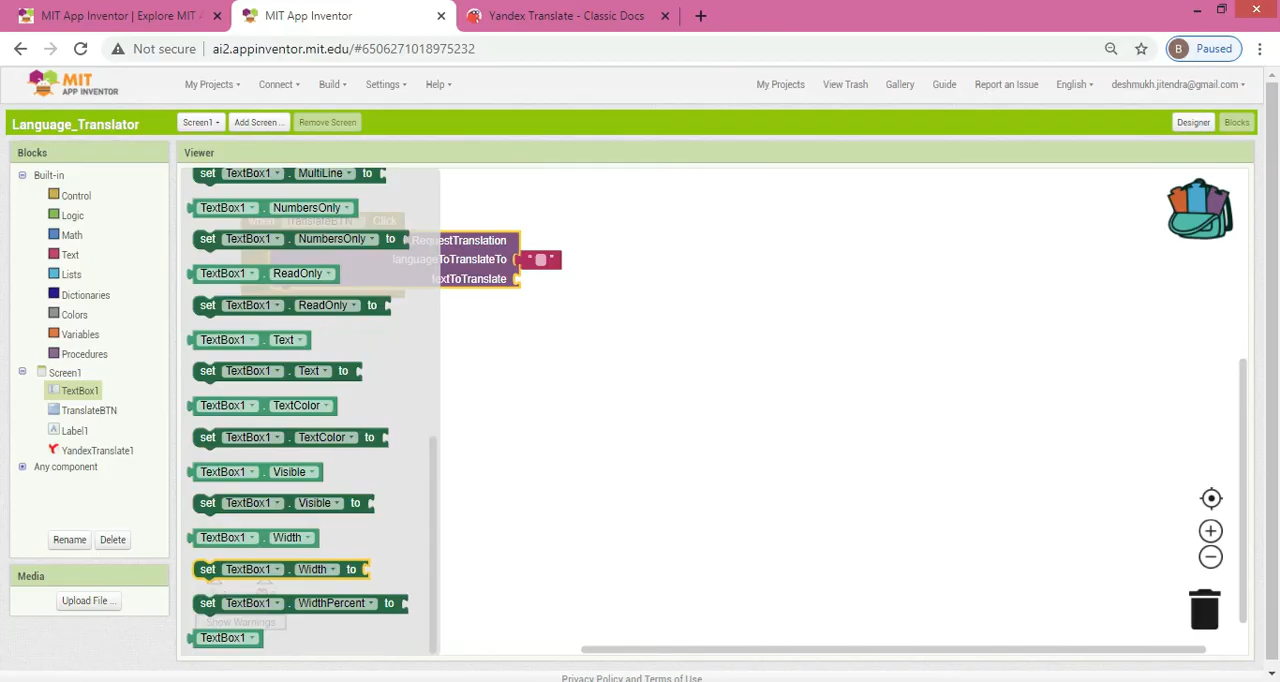 MIT App Inventor | Explore MIT A
MIT App Inventor
Yandex Translate - Classic Docs
Not secure | ai2.appinventor.mit.edu/#6506271018975232
B Paused
MIT
APP INVENTOR
My Projects Connect Build Settings Help
My Projects View Trash Gallery Guide Report an Issue English deshmukh.jitendra@gmail.com
Language_Translator
Screen1 Add Screen... Remove Screen
Designer Blocks
Blocks
Built-in
Control
Logic
Math
Text
Lists
Dictionaries
Colors
Variables
Procedures
Screen1
TextBox1
TranslateBTN
Label1
YandexTranslate1
Any component
Rename Delete
Media
Upload File ...
Viewer
set TextBox1 . MultiLine to
TextBox1 . NumbersOnly
TranslateBTN Click
set TextBox1 . NumbersOnly to
RequestTranslation
languageToTranslateTo " "
TextBox1 . ReadOnly
textToTranslate
set TextBox1 . ReadOnly to
TextBox1 . Text
set TextBox1 . Text to
TextBox1 . TextColor
set TextBox1 . TextColor to
TextBox1 . Visible
set TextBox1 . Visible to
TextBox1 . Width
set TextBox1 . Width to
set TextBox1 . WidthPercent to
Show Warnings
TextBox1
Privacy Policy and Terms of Use